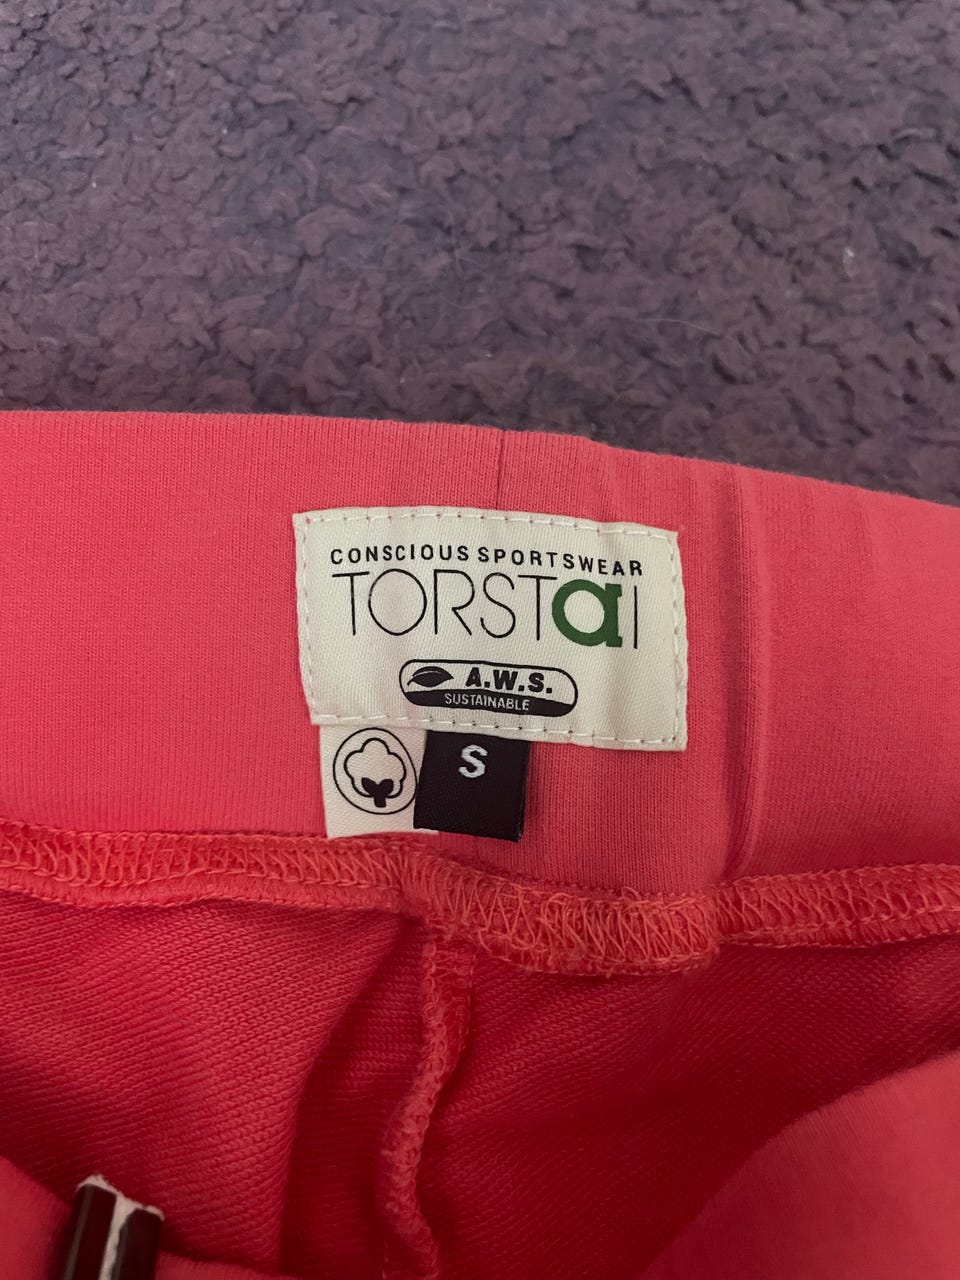 CONSCIOUS SPORTSWEAR
TORSTAI
A.W.S.
SUSTAINABLE
S